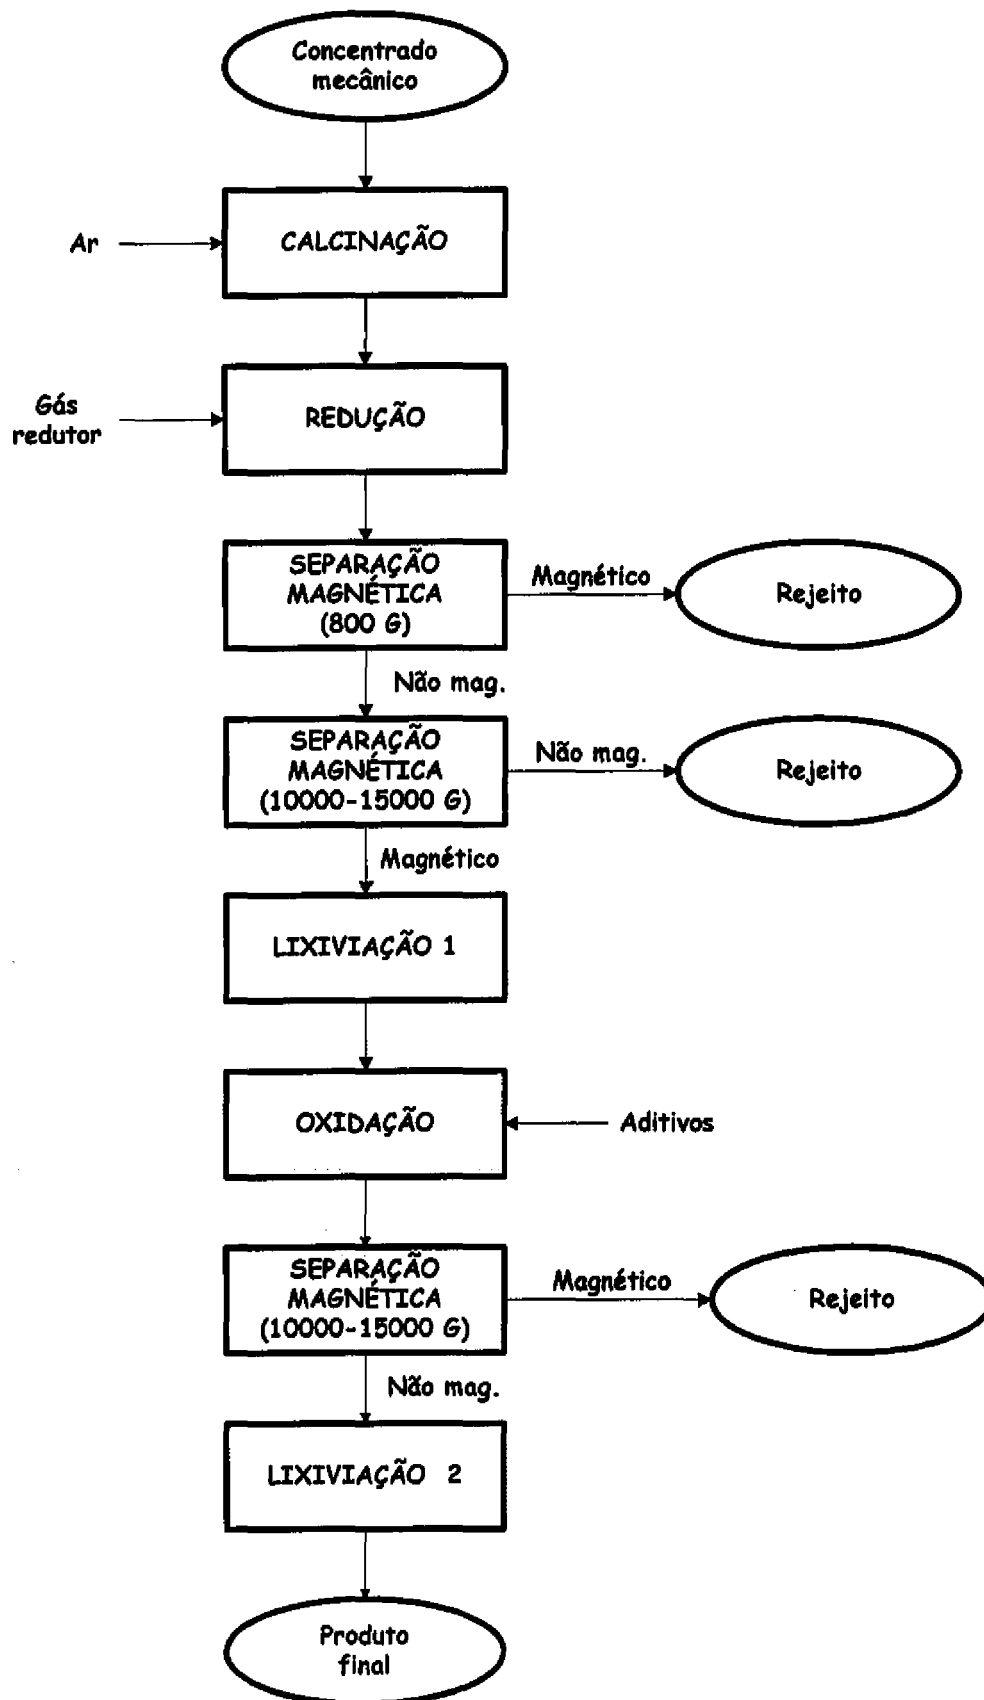 Concentrado
mecânico
Ar
CALCINAÇÃO
Gás
redutor
REDUÇÃO
SEPARAÇÃO
MAGNÉTICA
(800 G)
Magnético
Rejeito
Não mag.
SEPARAÇÃO
MAGNÉTICA
(10000-15000 G)
Não mag.
Rejeito
Magnético
LIXIVIAÇÃO 1
OXIDAÇÃO
Aditivos
SEPARAÇÃO
MAGNÉTICA
(10000-15000 G)
Magnético
Rejeito
Não mag.
LIXIVIAÇÃO 2
Produto
final